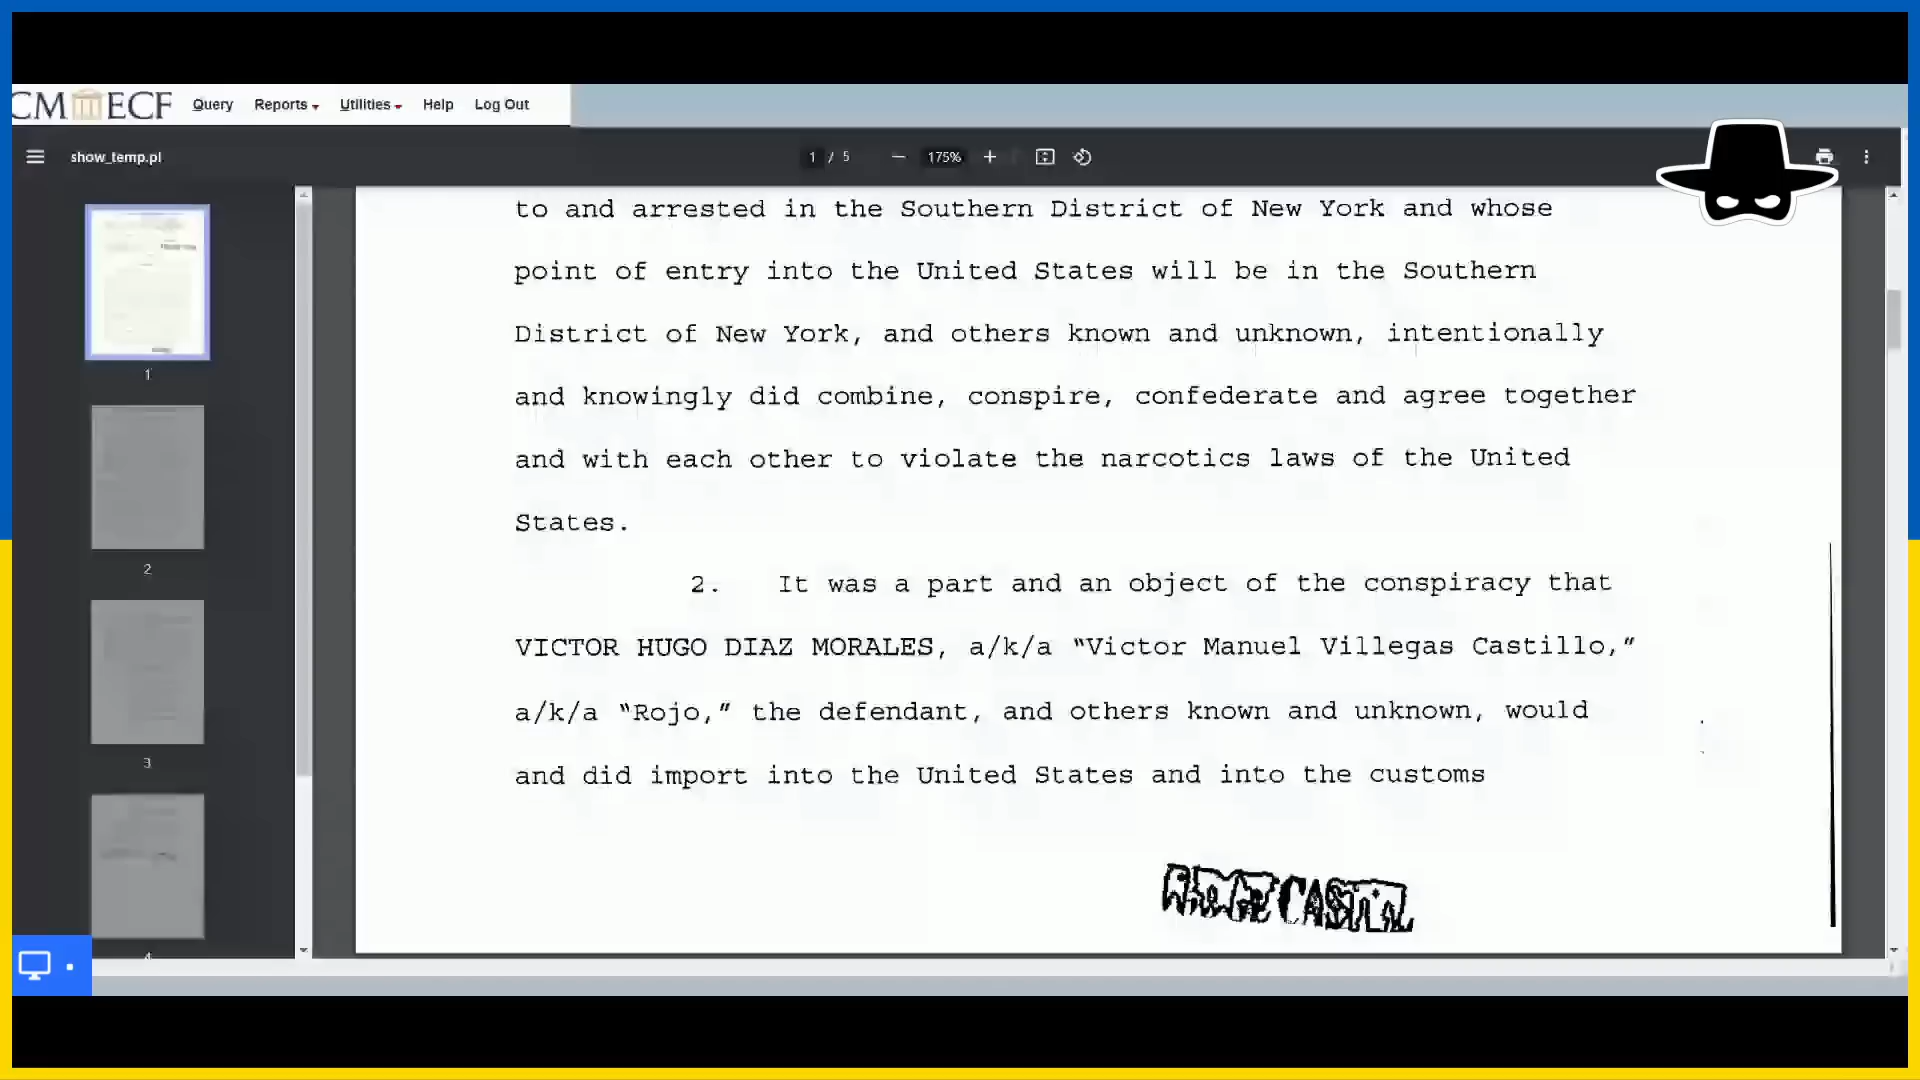 CM ECF Query Reports Utilities Help Log Out
show_temp.pl 1 / 5 175%
to and arrested in the Southern District of New York and whose
point of entry into the United States will be in the Southern
District of New York, and others known and unknown, intentionally
and knowingly did combine, conspire, confederate and agree together
and with each other to violate the narcotics laws of the United
States.
2. It was a part and an object of the conspiracy that
VICTOR HUGO DIAZ MORALES, a/k/a “Victor Manuel Villegas Castillo,”
a/k/a “Rojo,” the defendant, and others known and unknown, would
and did import into the United States and into the customs
1
2
3
4